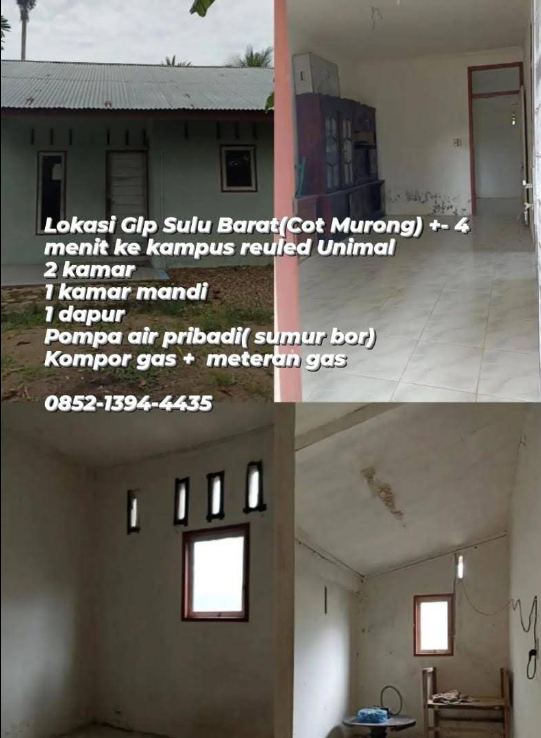 Lokasi Glp Sulu Barat(Cot Murong) +- 4
menit ke kampus reuled Unimal
2 kamar
1 kamar mandi
1 dapur
Pompa air pribadi( sumur bor)
Kompor gas +  meteran gas
0852-1394-4435